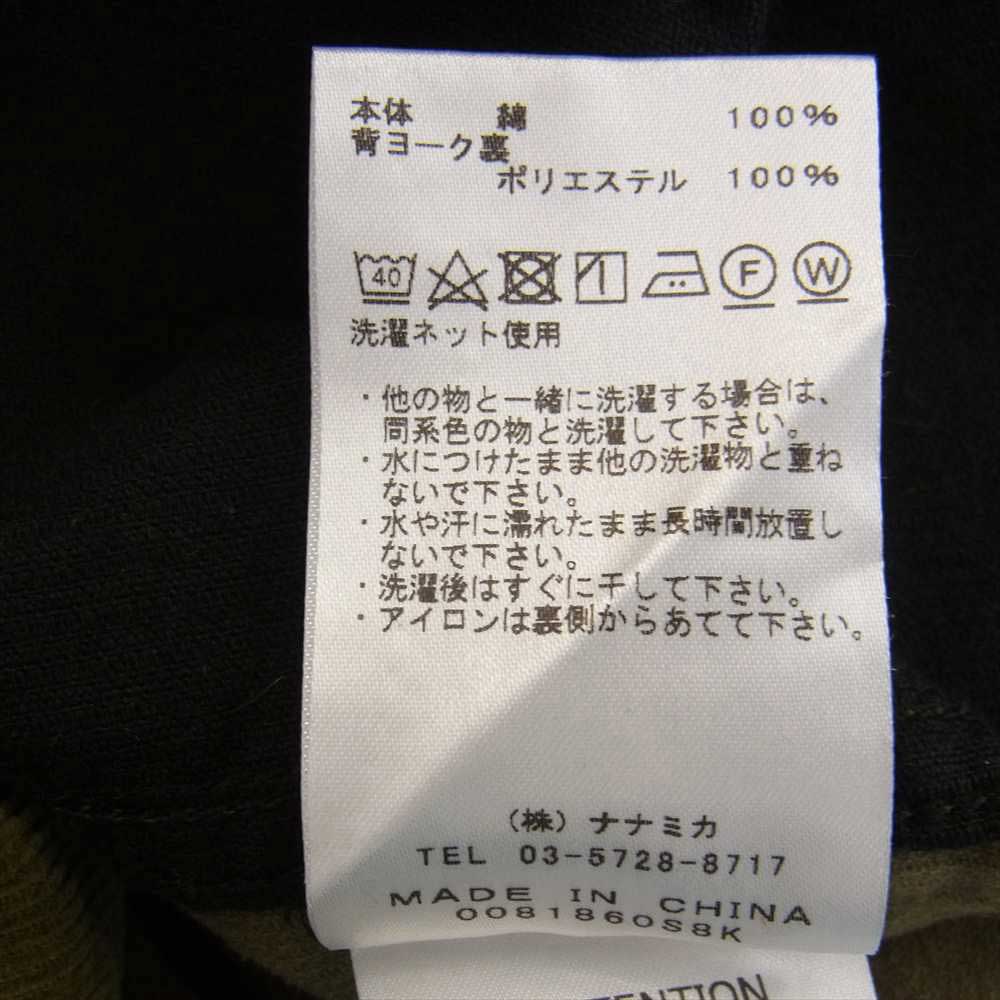 本体 綿 100%
背ヨーク裏
ポリエステル 100%
40 F W
洗濯ネット使用
・他の物と一緒に洗濯する場合は、
同系色の物と洗濯して下さい。
・水につけたまま他の洗濯物と重ね
ないで下さい。
・水や汗に濡れたまま長時間放置し
ないで下さい。
・洗濯後はすぐに干して下さい。
・アイロンは裏側からあてて下さい。
(株) ナナミカ
TEL 03-5728-8717
MADE IN CHINA
0081860S8K